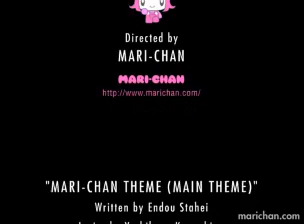 Directed by
MARI-CHAN
MARI-CHAN
http://www.marichan.com/
"MARI-CHAN THEME (MAIN THEME)"
Written by Endou Stahei
marichan.com